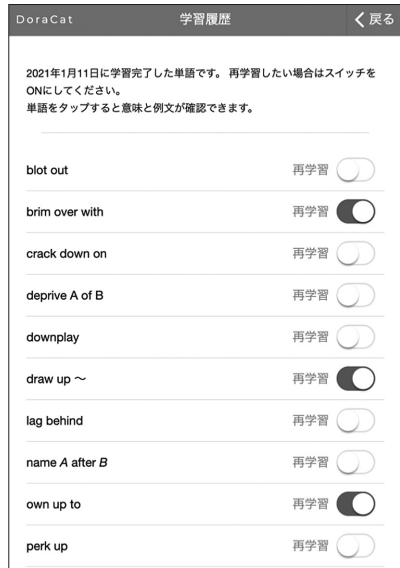 DoraCat 学習履歴 戻る
2021年1月11日に学習完了した単語です。 再学習したい場合はスイッチを
ONにしてください。
単語をタップすると意味と例文が確認できます。
blot out 再学習
brim over with 再学習
crack down on 再学習
deprive A of B 再学習
downplay 再学習
draw up 〜 再学習
lag behind 再学習
name A after B 再学習
own up to 再学習
perk up 再学習